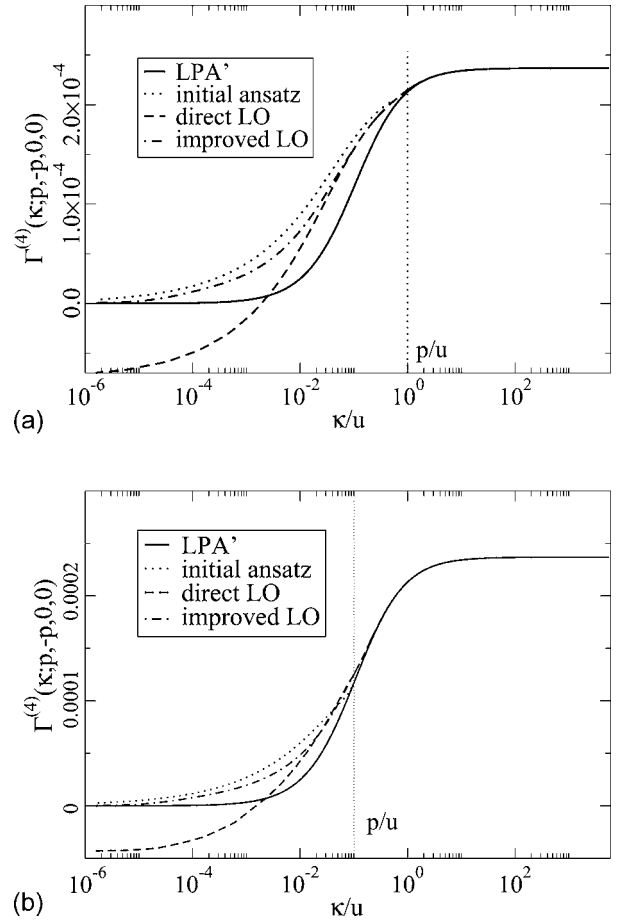 LPA'
initial ansatz
direct LO
improved LO
Γ(4)(κ;p,-p,0,0)
2.0×10-4
1.0×10-4
0.0
p/u
10-6
10-4
10-2
100
102
κ/u
(a)
LPA'
initial ansatz
direct LO
improved LO
Γ(4)(κ;p,-p,0,0)
0.0002
0.0001
0
p/u
10-6
10-4
10-2
100
102
κ/u
(b)